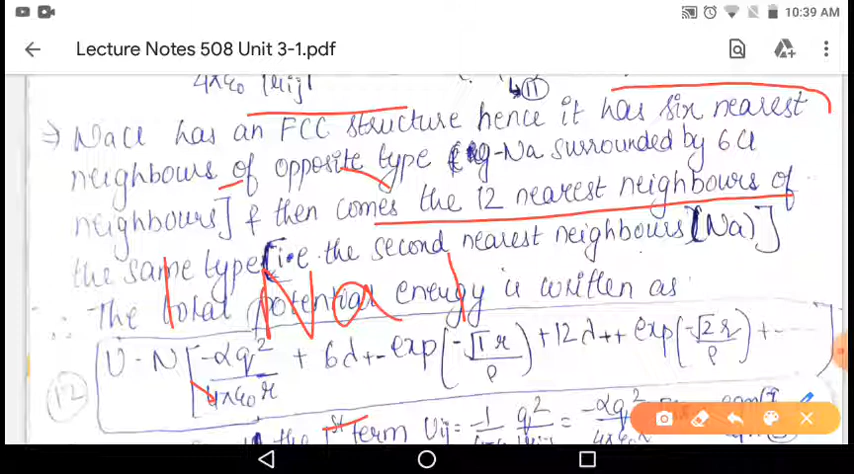 10:39 AM
Lecture Notes 508 Unit 3-1.pdf
4πε₀ |rij|
↳ 11
⇒ NaCl has an FCC structure hence it has six nearest
neighbours of opposite type [eg-Na surrounded by 6 Cl
neighbours] & then comes the 12 nearest neighbours of
the same type [i.e. the second nearest neighbours [Na]]
Na
∴ The total potential energy is written as
12 U - N [ -αq²/4πε₀r + 6λ+- exp(-√1 r/ρ) + 12λ++ exp(-√2 r/ρ) + --
the 1st term Uij = -1 q² = -αq²